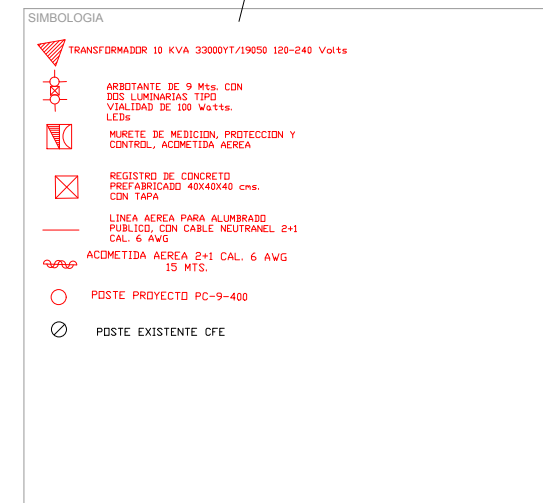 SIMBOLOGIA
TRANSFORMADOR 10 KVA 33000YT/19050 120-240 Volts
ARBOTANTE DE 9 Mts. CON
DOS LUMINARIAS TIPO
VIALIDAD DE 100 Watts.
LEDs
MURETE DE MEDICION, PROTECCION Y
CONTROL, ACOMETIDA AEREA
REGISTRO DE CONCRETO
PREFABRICADO 40X40X40 cms.
CON TAPA
LINEA AEREA PARA ALUMBRADO
PUBLICO, CON CABLE NEUTRANEL 2+1
CAL. 6 AWG
ACOMETIDA AEREA 2+1 CAL. 6 AWG
15 MTS.
POSTE PROYECTO PC-9-400
POSTE EXISTENTE CFE